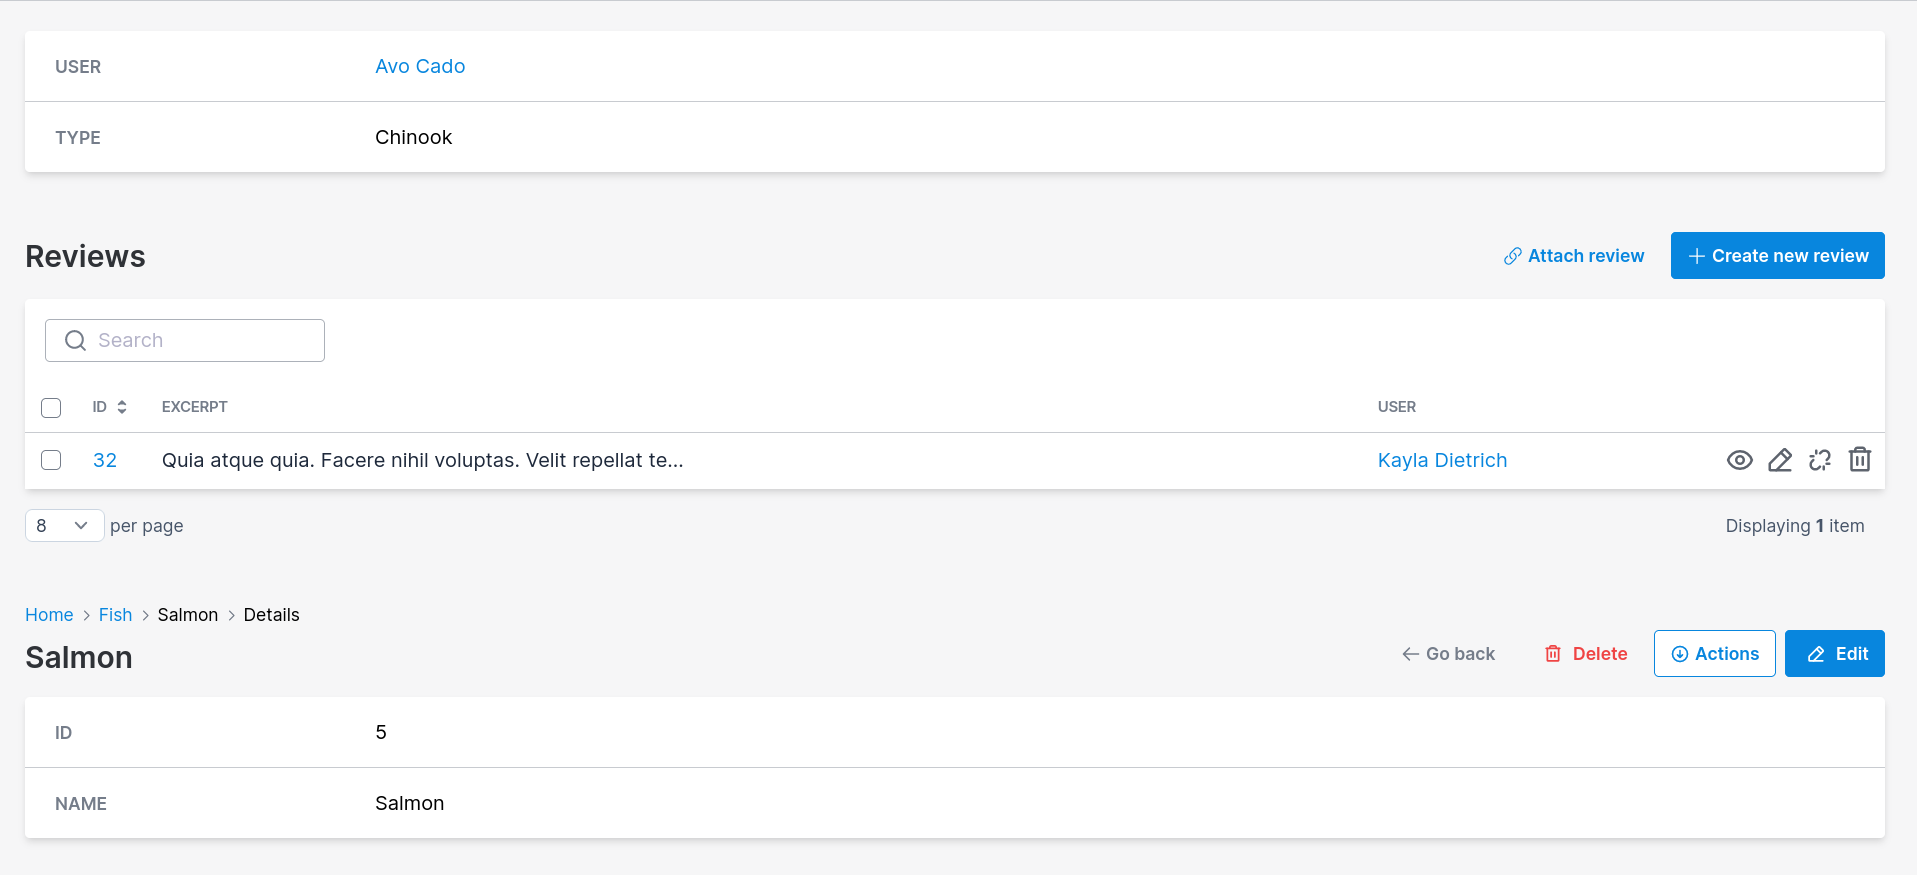 USER Avo Cado
TYPE Chinook
Reviews Attach review Create new review
Search
ID EXCERPT USER
32 Quia atque quia. Facere nihil voluptas. Velit repellat te... Kayla Dietrich
8 per page Displaying 1 item
Home > Fish > Salmon > Details
Salmon Go back Delete Actions Edit
ID 5
NAME Salmon